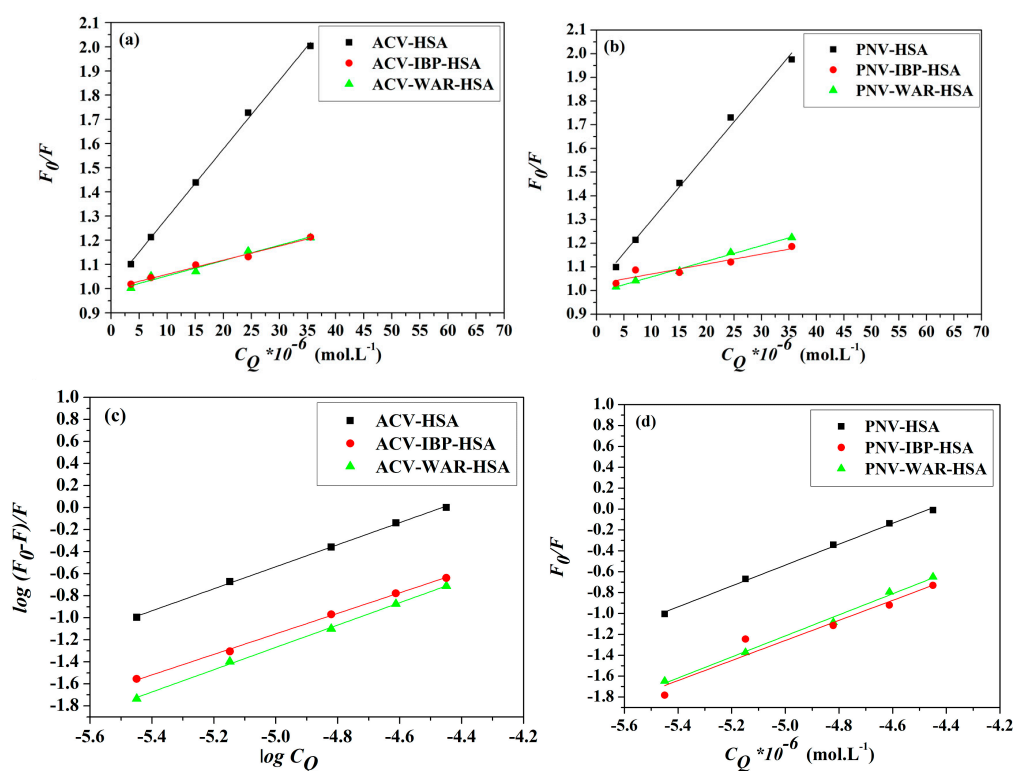 (a)
ACV-HSA
ACV-IBP-HSA
ACV-WAR-HSA
F0/F
2.1
2.0
1.9
1.8
1.7
1.6
1.5
1.4
1.3
1.2
1.1
1.0
0.9
0 5 10 15 20 25 30 35 40 45 50 55 60 65 70
CQ *10-6 (mol.L-1)
(b)
PNV-HSA
PNV-IBP-HSA
PNV-WAR-HSA
F0/F
2.1
2.0
1.9
1.8
1.7
1.6
1.5
1.4
1.3
1.2
1.1
1.0
0.9
0 5 10 15 20 25 30 35 40 45 50 55 60 65 70
CQ *10-6 (mol.L-1)
(c)
ACV-HSA
ACV-IBP-HSA
ACV-WAR-HSA
log (F0-F)/F
1.0
0.8
0.6
0.4
0.2
0.0
-0.2
-0.4
-0.6
-0.8
-1.0
-1.2
-1.4
-1.6
-1.8
-5.6 -5.4 -5.2 -5.0 -4.8 -4.6 -4.4 -4.2
log CQ
(d)
PNV-HSA
PNV-IBP-HSA
PNV-WAR-HSA
F0/F
1.0
0.8
0.6
0.4
0.2
0.0
-0.2
-0.4
-0.6
-0.8
-1.0
-1.2
-1.4
-1.6
-1.8
-5.6 -5.4 -5.2 -5.0 -4.8 -4.6 -4.4 -4.2
CQ *10-6 (mol.L-1)